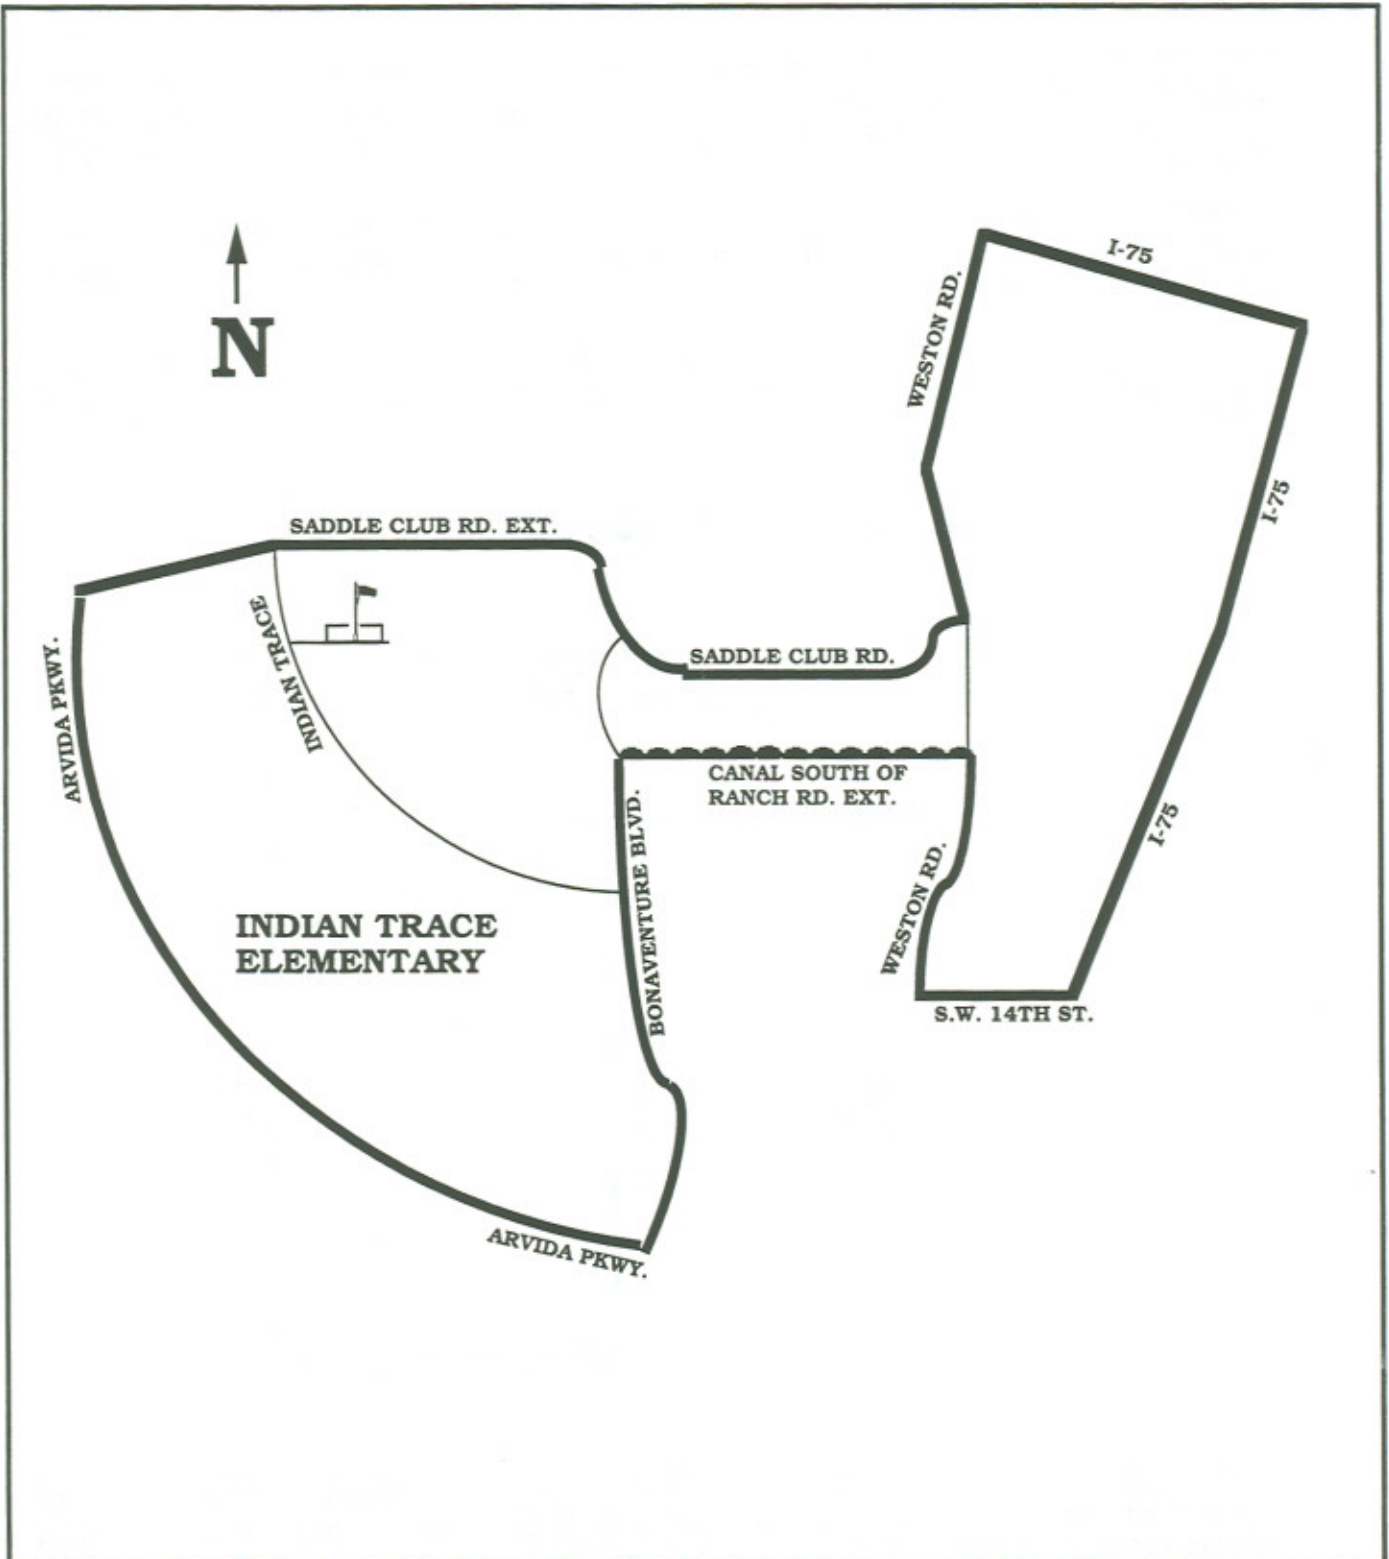 I-75
WESTON RD.
N
I-75
SADDLE CLUB RD. EXT.
INDIAN TRACE
SADDLE CLUB RD.
ARVIDA PKWY.
CANAL SOUTH OF
RANCH RD. EXT.
I-75
BONAVENTURE BLVD.
WESTON RD.
INDIAN TRACE
ELEMENTARY
S.W. 14TH ST.
ARVIDA PKWY.